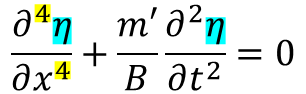 ∂⁴η/∂x⁴ + m′/B ∂²η/∂t² = 0